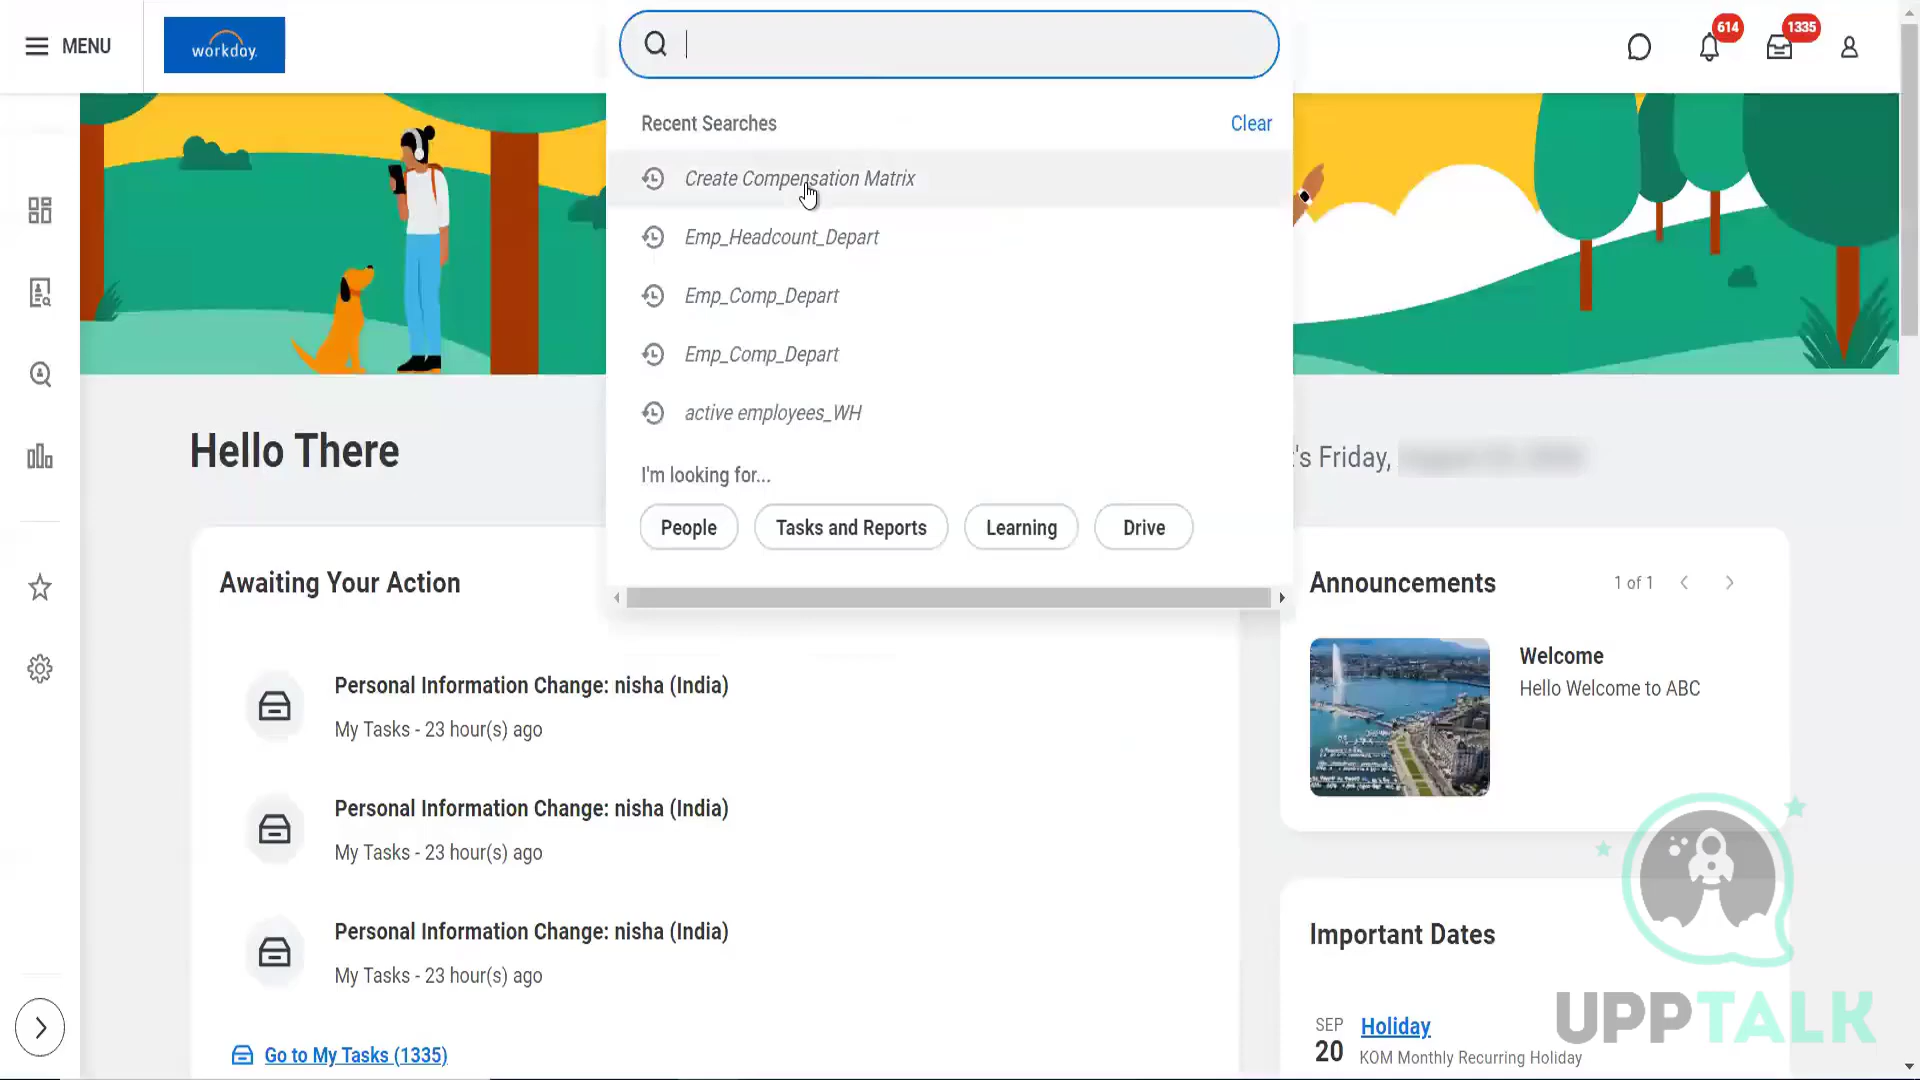 MENU
workday.
614
1335
Recent Searches
Clear
Create Compensation Matrix
Emp_Headcount_Depart
Emp_Comp_Depart
Emp_Comp_Depart
active employees_WH
I'm looking for...
People
Tasks and Reports
Learning
Drive
Hello There
's Friday,
Awaiting Your Action
Personal Information Change: nisha (India)
My Tasks - 23 hour(s) ago
Personal Information Change: nisha (India)
My Tasks - 23 hour(s) ago
Personal Information Change: nisha (India)
My Tasks - 23 hour(s) ago
Go to My Tasks (1335)
Announcements
1 of 1
Welcome
Hello Welcome to ABC
Important Dates
SEP
20
Holiday
KOM Monthly Recurring Holiday
UPPTALK